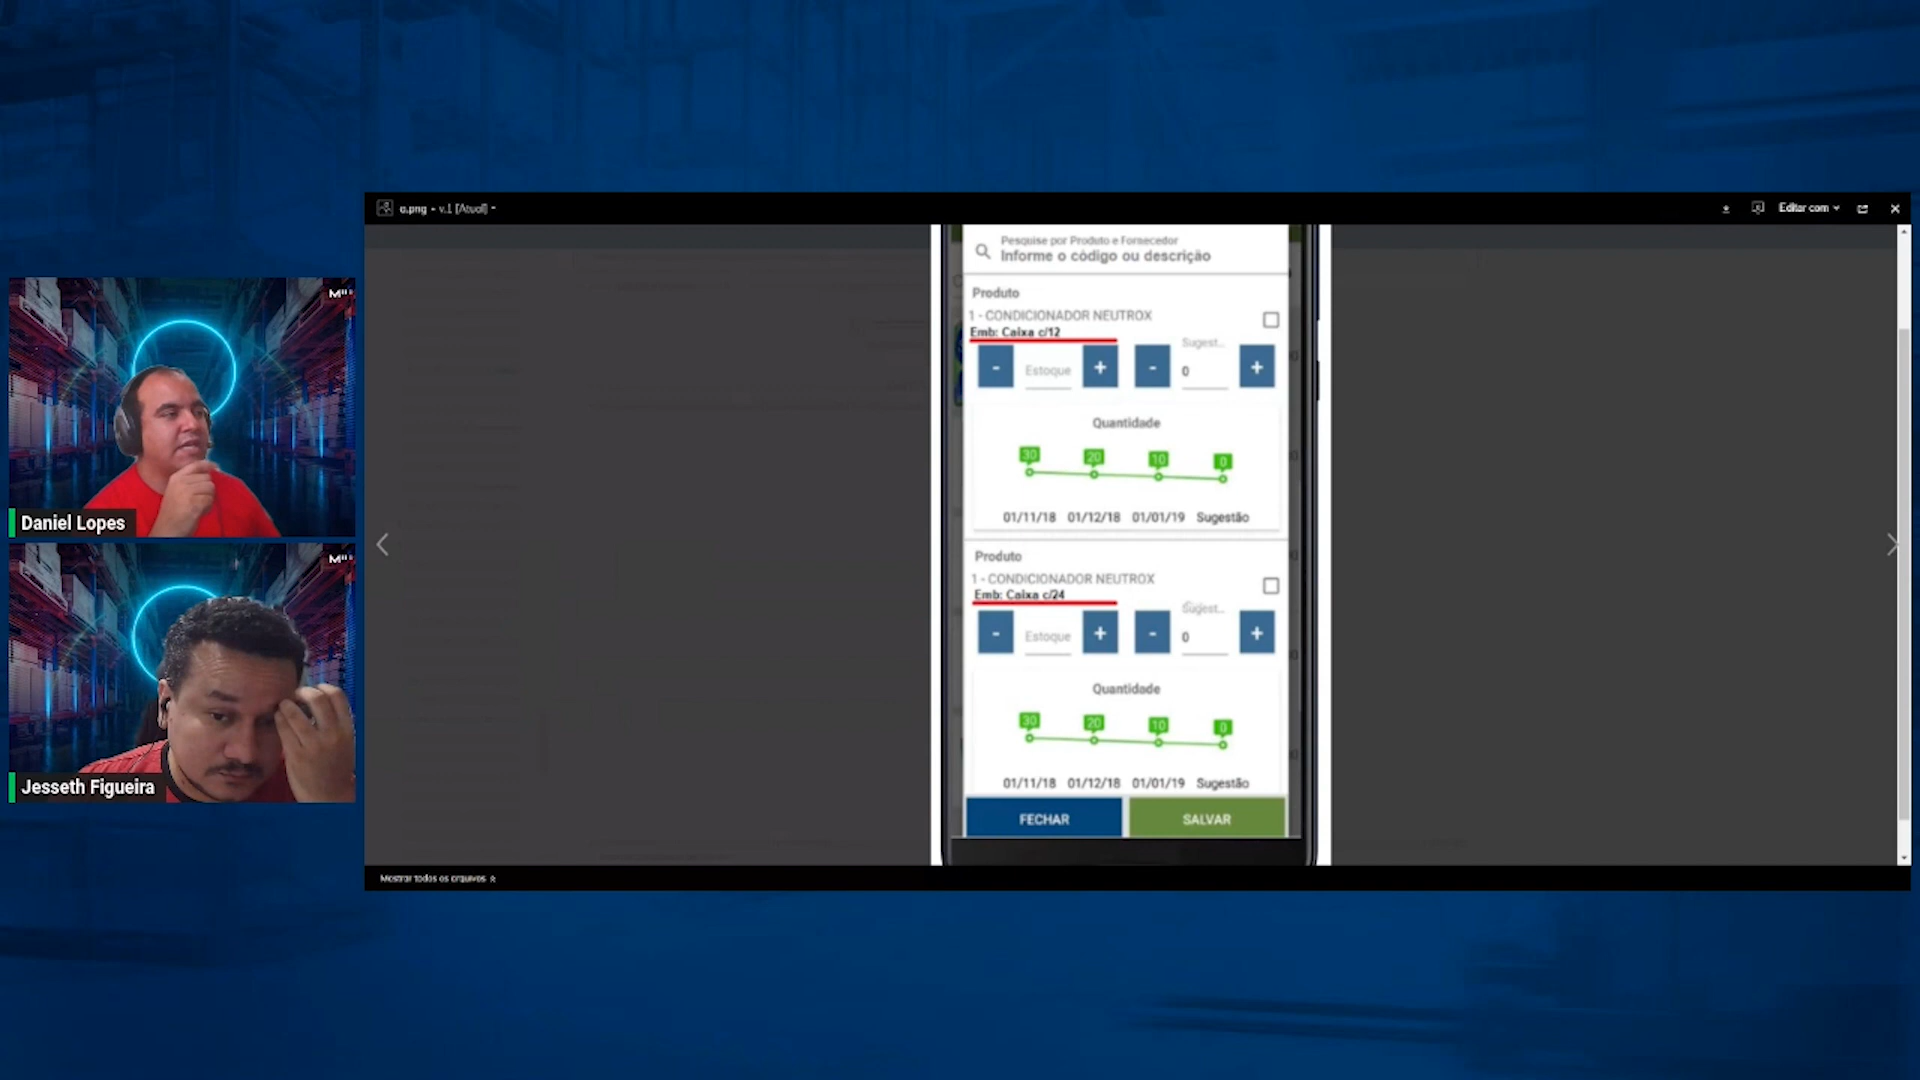 a.png - v.1 [Atual]
Editar com
Pesquise por Produto e Fornecedor
Informe o código ou descrição
Produto
1 - CONDICIONADOR NEUTROX
Emb: Caixa c/12
Sugest...
- Estoque + - 0 +
Quantidade
30 20 10 0
01/11/18 01/12/18 01/01/19 Sugestão
Produto
1 - CONDICIONADOR NEUTROX
Emb: Caixa c/24
Sugest...
- Estoque + - 0 +
Quantidade
30 20 10 0
01/11/18 01/12/18 01/01/19 Sugestão
FECHAR SALVAR
Mostrar todos os arquivos
Daniel Lopes
Jesseth Figueira